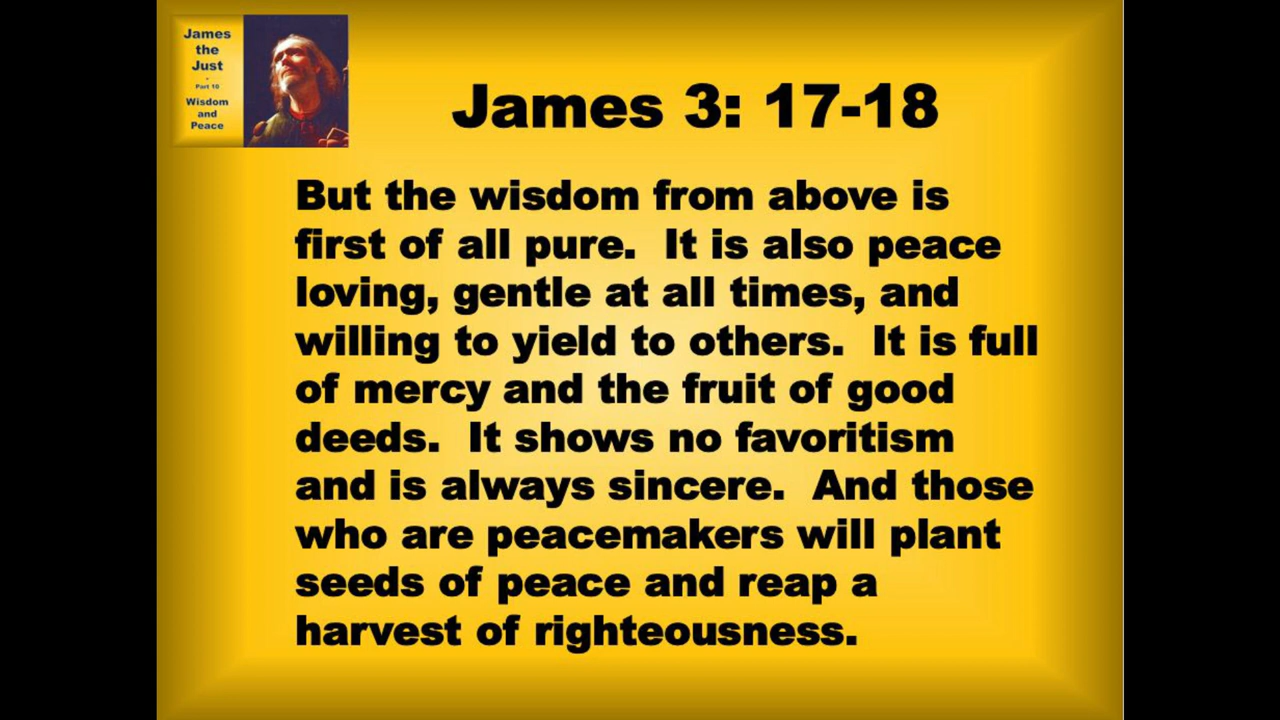 James
the
Just
-
Part 10
Wisdom
and
Peace
James 3: 17-18
But the wisdom from above is
first of all pure.  It is also peace
loving, gentle at all times, and
willing to yield to others.  It is full
of mercy and the fruit of good
deeds.  It shows no favoritism
and is always sincere.  And those
who are peacemakers will plant
seeds of peace and reap a
harvest of righteousness.